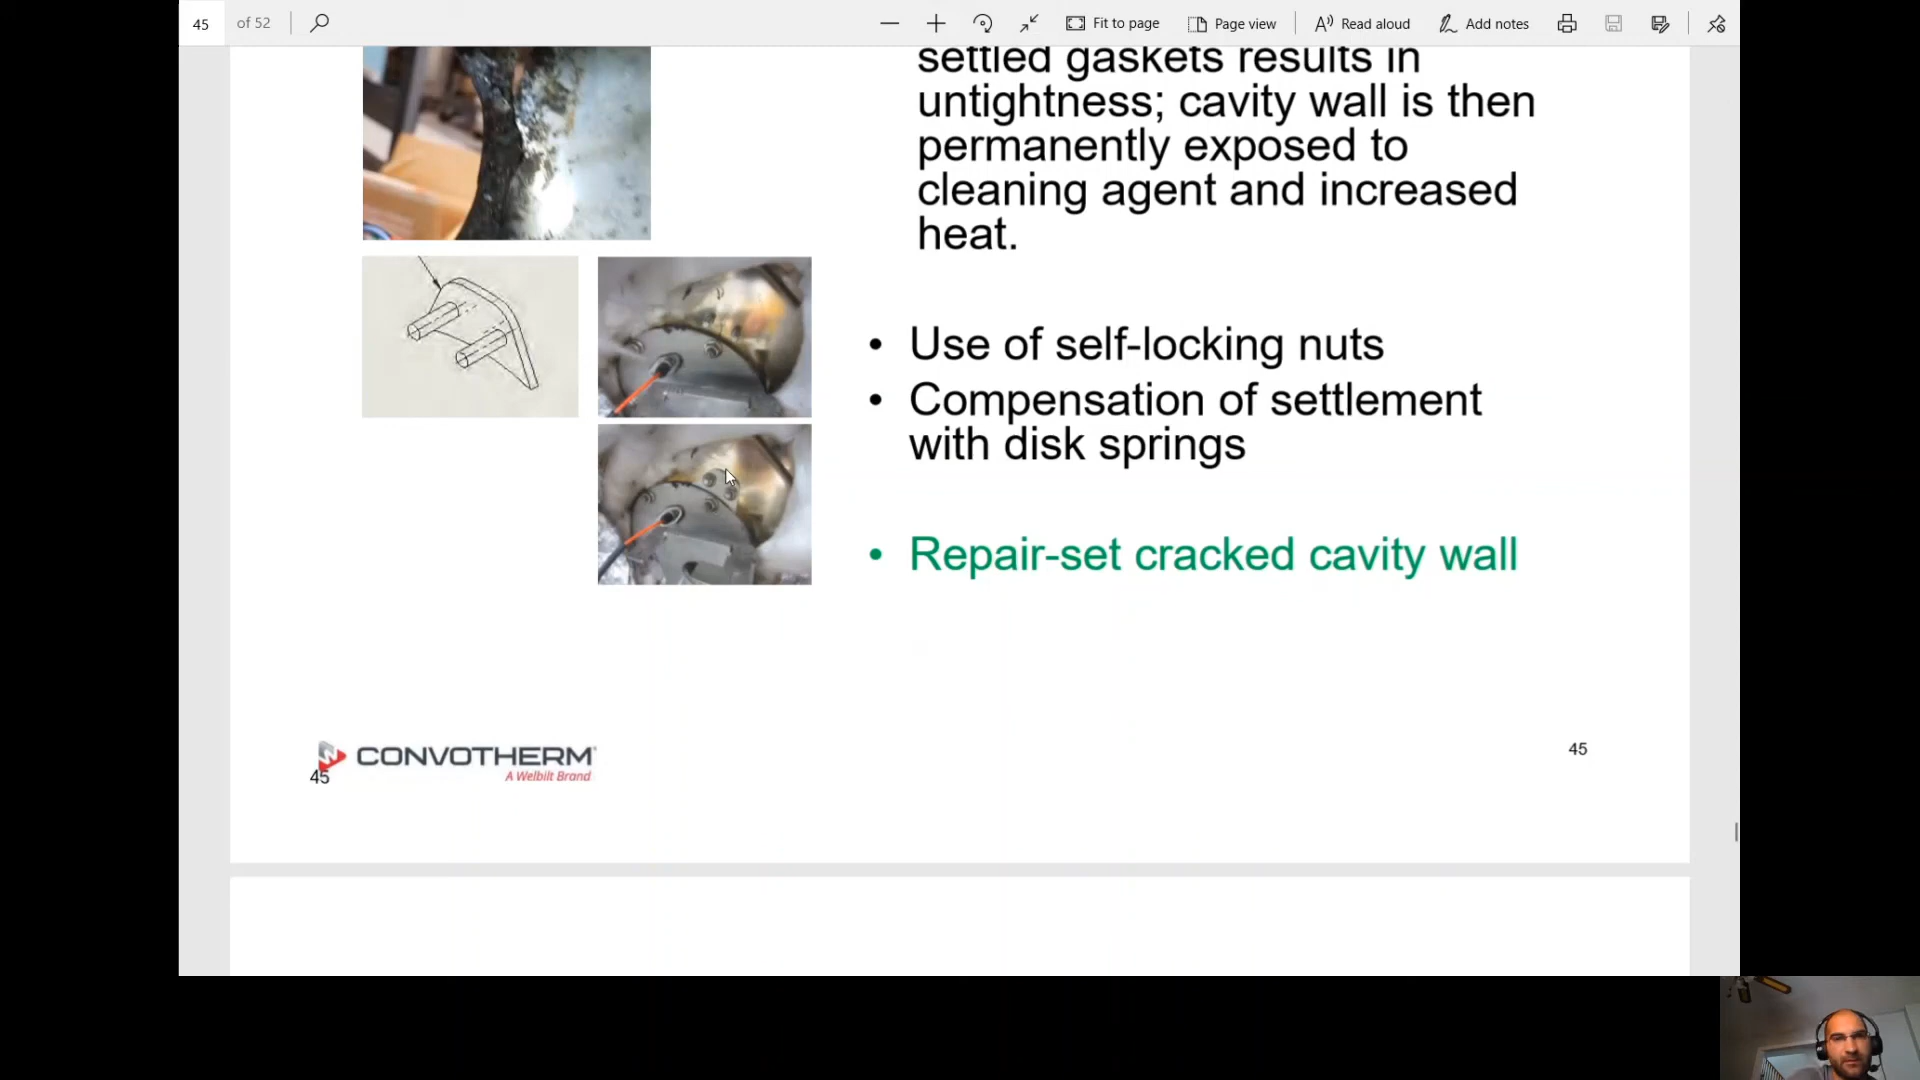 45 of 52 Fit to page Page view Read aloud Add notes
settled gaskets results in
untightness; cavity wall is then
permanently exposed to
cleaning agent and increased
heat.
• Use of self-locking nuts
• Compensation of settlement
with disk springs
• Repair-set cracked cavity wall
CONVOTHERM
A Welbilt Brand
45
45